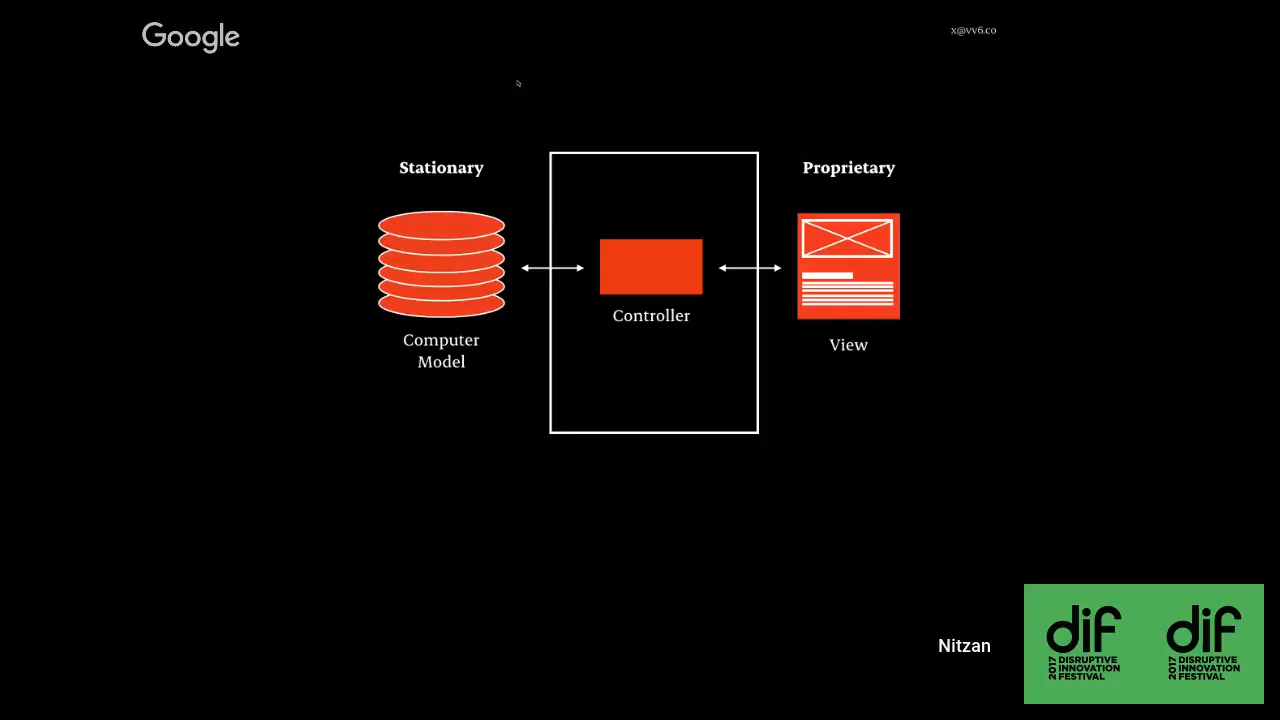 Google
x@vv6.co
Stationary
Proprietary
Controller
Computer
Model
View
Nitzan
dif
2017 DISRUPTIVE
INNOVATION
FESTIVAL
dif
2017 DISRUPTIVE
INNOVATION
FESTIVAL